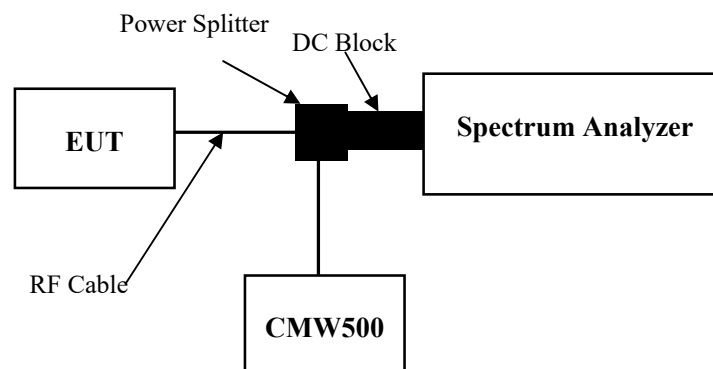 Power Splitter
DC Block
EUT
Spectrum Analyzer
RF Cable
CMW500